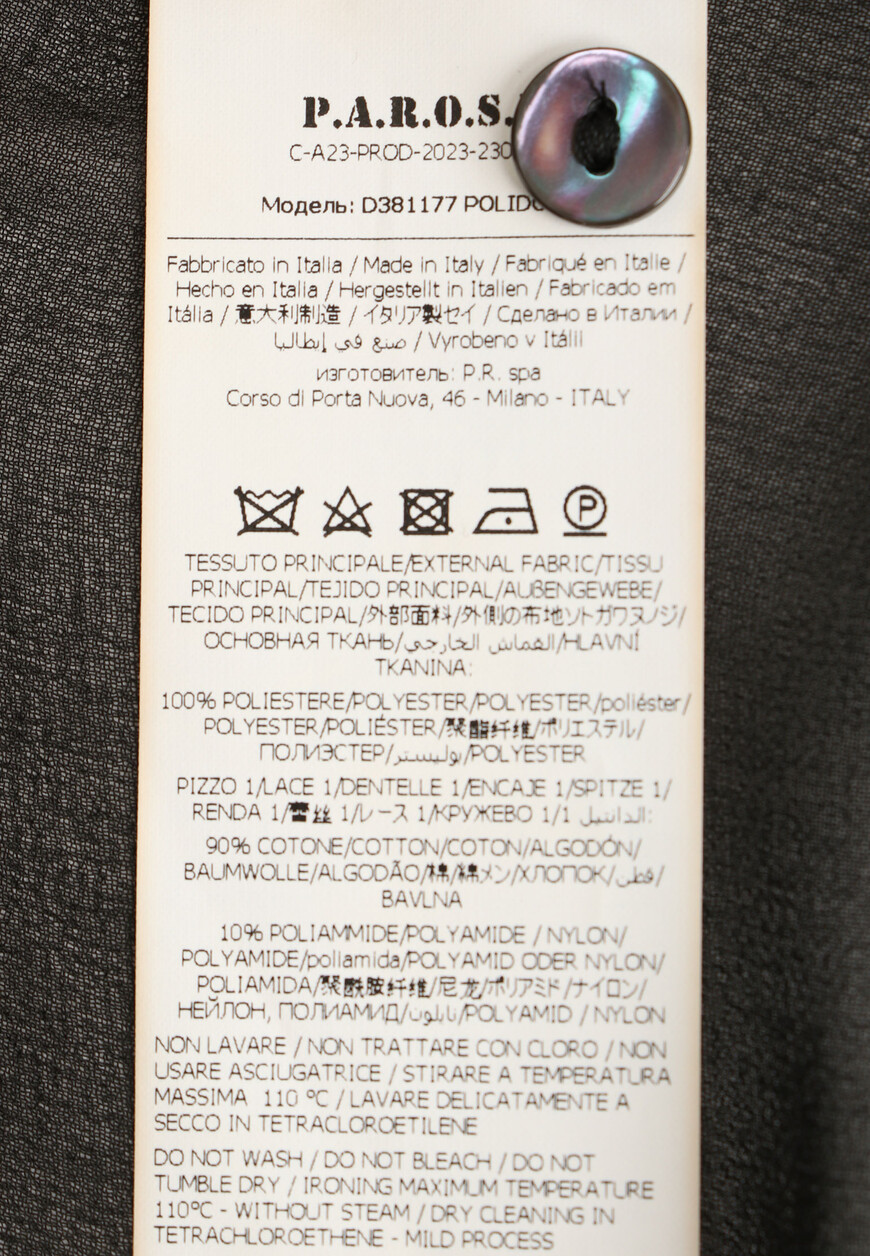 P.A.R.O.S.
C-A23-PROD-2023-230
Модель: D381177
Fabbricato in Italia / Made in Italy / Fabriqué en Italie /
Hecho en Italia / Hergestellt in Italien / Fabricado em
Itália / 意大利制造 / イタリア製セイ / Сделано в Италии /
صنع في إيطاليا / Vyrobeno v Itálii
изготовитель: P.R. spa
Corso di Porta Nuova, 46 - Milano - ITALY
P
TESSUTO PRINCIPALE/EXTERNAL FABRIC/TISSU
PRINCIPAL/TEJIDO PRINCIPAL/AUßENGEWEBE/
TECIDO PRINCIPAL/外部面料/外側の布地ソトガワヌノジ/
ОСНОВНАЯ ТКАНЬ/القماش الخارجي/HLAVNÍ
TKANINA:
100% POLIESTERE/POLYESTER/POLYESTER/poliéster/
POLYESTER/POLIÉSTER/聚酯纤维/ポリエステル/
ПОЛИЭСТЕР/بوليستر/POLYESTER
PIZZO 1/LACE 1/DENTELLE 1/ENCAJE 1/SPITZE 1/
RENDA 1/蕾丝 1/レース 1/КРУЖЕВО 1/1 الدانتيل:
90% COTONE/COTTON/COTON/ALGODÓN/
BAUMWOLLE/ALGODÃO/棉/綿メン/ХЛОПОК/قطن/
BAVLNA
10% POLIAMMIDE/POLYAMIDE / NYLON/
POLYAMIDE/poliamida/POLYAMID ODER NYLON/
POLIAMIDA/聚酰胺纤维/尼龙/ポリアミド/ナイロン/
НЕЙЛОН, ПОЛИАМИД/نايلون/POLYAMID / NYLON
NON LAVARE / NON TRATTARE CON CLORO / NON
USARE ASCIUGATRICE / STIRARE A TEMPERATURA
MASSIMA 110 °C / LAVARE DELICATAMENTE A
SECCO IN TETRACLOROETILENE
DO NOT WASH / DO NOT BLEACH / DO NOT
TUMBLE DRY / IRONING MAXIMUM TEMPERATURE
110°C - WITHOUT STEAM / DRY CLEANING IN
TETRACHLOROETHENE - MILD PROCESS